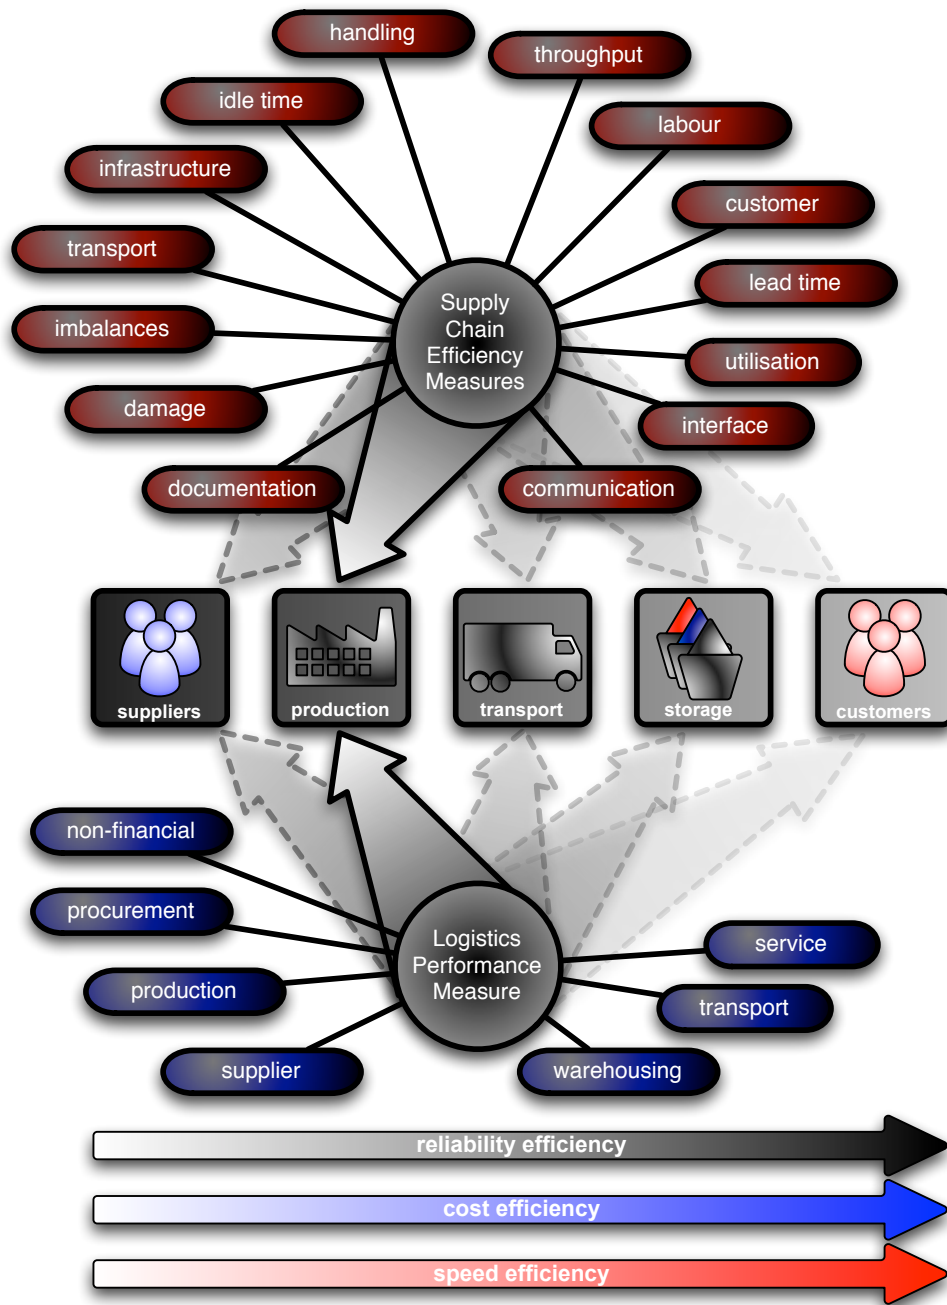 handling
throughput
idle time
labour
infrastructure
customer
transport
lead time
imbalances
utilisation
damage
interface
documentation
communication
Supply
Chain
Efficiency
Measures
suppliers
production
transport
storage
customers
non-financial
procurement
production
supplier
Logistics
Performance
Measure
service
transport
warehousing
reliability efficiency
cost efficiency
speed efficiency